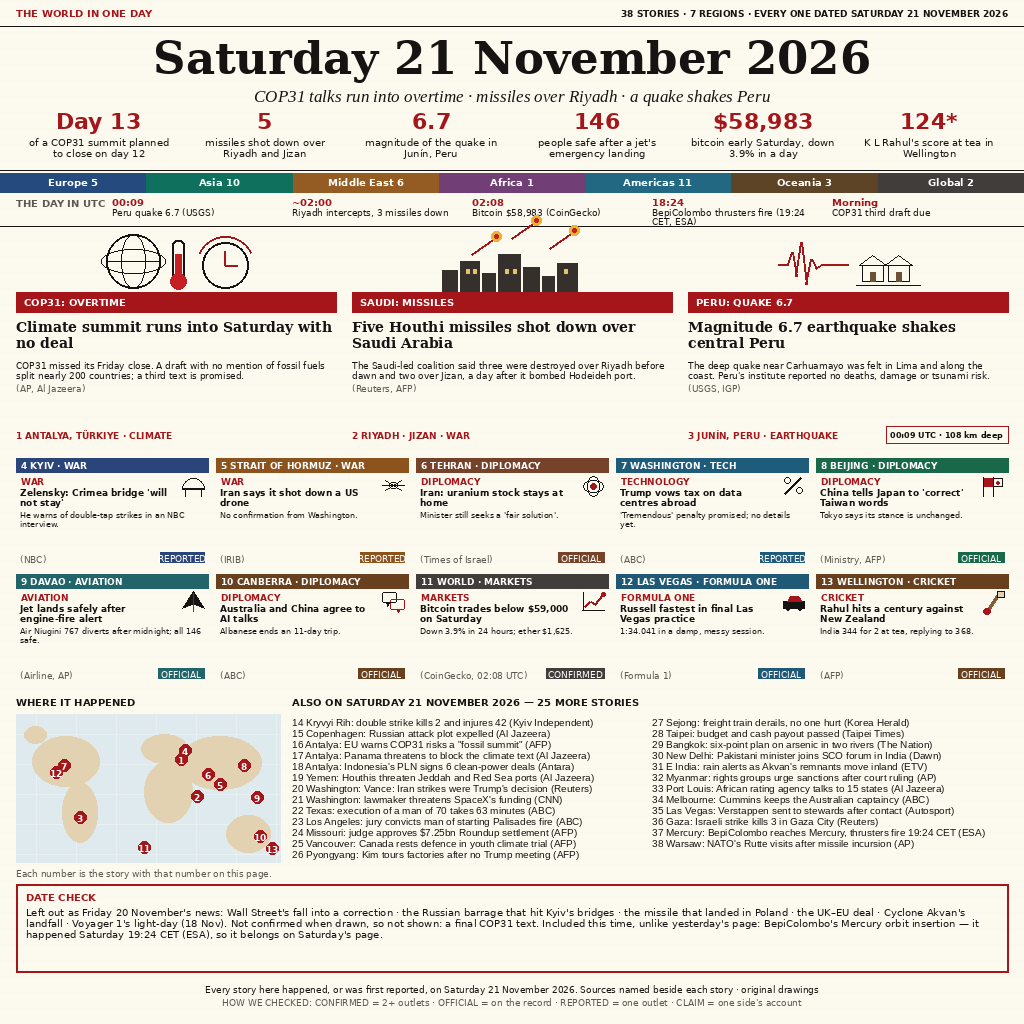 THE WORLD IN ONE DAY
38 STORIES · 7 REGIONS · EVERY ONE DATED SATURDAY 21 NOVEMBER 2026
Saturday 21 November 2026
COP31 talks run into overtime · missiles over Riyadh · a quake shakes Peru
Day 13
of a COP31 summit planned
to close on day 12
5
missiles shot down over
Riyadh and Jizan
6.7
magnitude of the quake in
Junín, Peru
146
people safe after a jet's
emergency landing
$58,983
bitcoin early Saturday, down
3.9% in a day
124*
K L Rahul's score at tea in
Wellington
Europe 5
Asia 10
Middle East 6
Africa 1
Americas 11
Oceania 3
Global 2
THE DAY IN UTC
00:09
Peru quake 6.7 (USGS)
~02:00
Riyadh intercepts, 3 missiles down
02:08
Bitcoin $58,983 (CoinGecko)
18:24
BepiColombo thrusters fire (19:24
CET, ESA)
Morning
COP31 third draft due
COP31: OVERTIME
Climate summit runs into Saturday with
no deal
COP31 missed its Friday close. A draft with no mention of fossil fuels
split nearly 200 countries; a third text is promised.
(AP, Al Jazeera)
1 ANTALYA, TÜRKIYE · CLIMATE
SAUDI: MISSILES
Five Houthi missiles shot down over
Saudi Arabia
The Saudi-led coalition said three were destroyed over Riyadh before
dawn and two over Jizan, a day after it bombed Hodeideh port.
(Reuters, AFP)
2 RIYADH · JIZAN · WAR
PERU: QUAKE 6.7
Magnitude 6.7 earthquake shakes
central Peru
The deep quake near Carhuamayo was felt in Lima and along the
coast. Peru's institute reported no deaths, damage or tsunami risk.
(USGS, IGP)
3 JUNÍN, PERU · EARTHQUAKE
00:09 UTC · 108 km deep
4 KYIV · WAR
WAR
Zelensky: Crimea bridge 'will
not stay'
He warns of double-tap strikes in an NBC
interview.
(NBC)
REPORTED
5 STRAIT OF HORMUZ · WAR
WAR
Iran says it shot down a US
drone
No confirmation from Washington.
(IRIB)
REPORTED
6 TEHRAN · DIPLOMACY
DIPLOMACY
Iran: uranium stock stays at
home
Minister still seeks a 'fair solution'.
(Times of Israel)
OFFICIAL
7 WASHINGTON · TECH
TECHNOLOGY
Trump vows tax on data
centres abroad
'Tremendous' penalty promised; no details
yet.
(ABC)
REPORTED
8 BEIJING · DIPLOMACY
DIPLOMACY
China tells Japan to 'correct'
Taiwan words
Tokyo says its stance is unchanged.
(Ministry, AFP)
OFFICIAL
9 DAVAO · AVIATION
AVIATION
Jet lands safely after
engine-fire alert
Air Niugini 767 diverts after midnight; all 146
safe.
(Airline, AP)
OFFICIAL
10 CANBERRA · DIPLOMACY
DIPLOMACY
Australia and China agree to
AI talks
Albanese ends an 11-day trip.
(ABC)
OFFICIAL
11 WORLD · MARKETS
MARKETS
Bitcoin trades below $59,000
on Saturday
Down 3.9% in 24 hours; ether $1,625.
(CoinGecko, 02:08 UTC)
CONFIRMED
12 LAS VEGAS · FORMULA ONE
FORMULA ONE
Russell fastest in final Las
Vegas practice
1:34.041 in a damp, messy session.
(Formula 1)
OFFICIAL
13 WELLINGTON · CRICKET
CRICKET
Rahul hits a century against
New Zealand
India 344 for 2 at tea, replying to 368.
(AFP)
OFFICIAL
WHERE IT HAPPENED
4
1
7
12
6
8
5
2
9
3
10
11
13
Each number is the story with that number on this page.
ALSO ON SATURDAY 21 NOVEMBER 2026 — 25 MORE STORIES
14 Kryvyi Rih: double strike kills 2 and injures 42 (Kyiv Independent)
15 Copenhagen: Russian attack plot expelled (Al Jazeera)
16 Antalya: EU warns COP31 risks a "fossil summit" (AFP)
17 Antalya: Panama threatens to block the climate text (Al Jazeera)
18 Antalya: Indonesia's PLN signs 6 clean-power deals (Antara)
19 Yemen: Houthis threaten Jeddah and Red Sea ports (Al Jazeera)
20 Washington: Vance: Iran strikes were Trump's decision (Reuters)
21 Washington: lawmaker threatens SpaceX's funding (CNN)
22 Texas: execution of a man of 70 takes 63 minutes (ABC)
23 Los Angeles: jury convicts man of starting Palisades fire (ABC)
24 Missouri: judge approves $7.25bn Roundup settlement (AFP)
25 Vancouver: Canada rests defence in youth climate trial (AFP)
26 Pyongyang: Kim tours factories after no Trump meeting (AFP)
27 Sejong: freight train derails, no one hurt (Korea Herald)
28 Taipei: budget and cash payout passed (Taipei Times)
29 Bangkok: six-point plan on arsenic in two rivers (The Nation)
30 New Delhi: Pakistani minister joins SCO forum in India (Dawn)
31 E India: rain alerts as Akvan's remnants move inland (ETV)
32 Myanmar: rights groups urge sanctions after court ruling (AP)
33 Port Louis: African rating agency talks to 15 states (Al Jazeera)
34 Melbourne: Cummins keeps the Australian captaincy (ABC)
35 Las Vegas: Verstappen sent to stewards after contact (Autosport)
36 Gaza: Israeli strike kills 3 in Gaza City (Reuters)
37 Mercury: BepiColombo reaches Mercury, thrusters fire 19:24 CET (ESA)
38 Warsaw: NATO's Rutte visits after missile incursion (AP)
DATE CHECK
Left out as Friday 20 November's news: Wall Street's fall into a correction · the Russian barrage that hit Kyiv's bridges · the missile that landed in Poland · the UK–EU deal · Cyclone Akvan's
landfall · Voyager 1's light-day (18 Nov). Not confirmed when drawn, so not shown: a final COP31 text. Included this time, unlike yesterday's page: BepiColombo's Mercury orbit insertion — it
happened Saturday 19:24 CET (ESA), so it belongs on Saturday's page.
Every story here happened, or was first reported, on Saturday 21 November 2026. Sources named beside each story · original drawings
HOW WE CHECKED: CONFIRMED = 2+ outlets · OFFICIAL = on the record · REPORTED = one outlet · CLAIM = one side's account